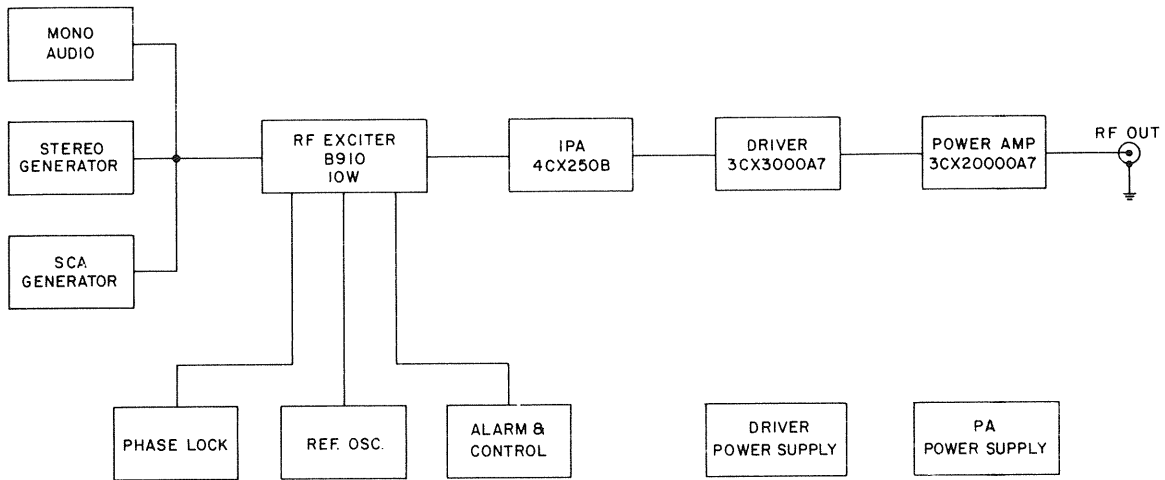 MONO
AUDIO
STEREO
GENERATOR
SCA
GENERATOR
RF EXCITER
B910
10W
IPA
4CX250B
DRIVER
3CX3000A7
POWER AMP
3CX20000A7
RF OUT
PHASE LOCK
REF. OSC.
ALARM &
CONTROL
DRIVER
POWER SUPPLY
PA
POWER SUPPLY